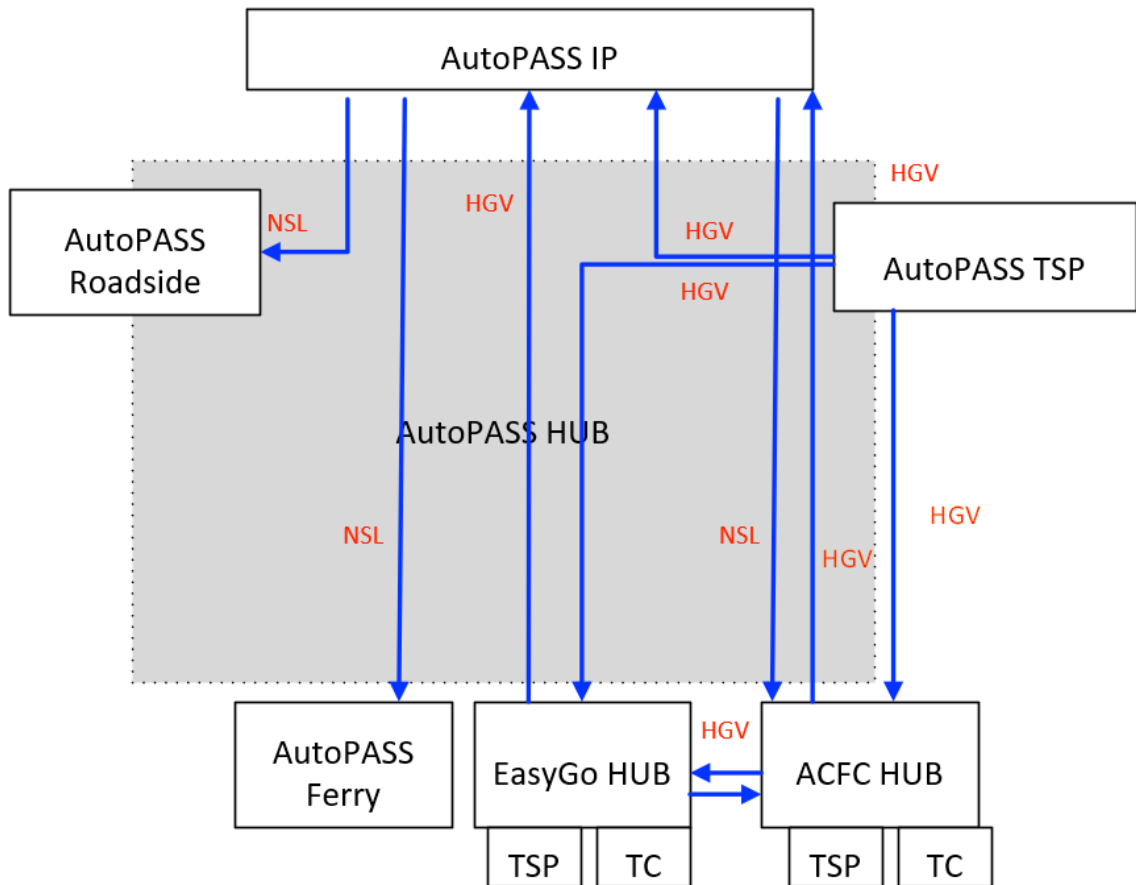 AutoPASS IP
HGV
AutoPASS
Roadside
NSL
HGV
HGV
HGV
AutoPASS TSP
AutoPASS HUB
NSL
NSL
HGV
HGV
AutoPASS
Ferry
EasyGo HUB
HGV
ACFC HUB
TSP
TC
TSP
TC